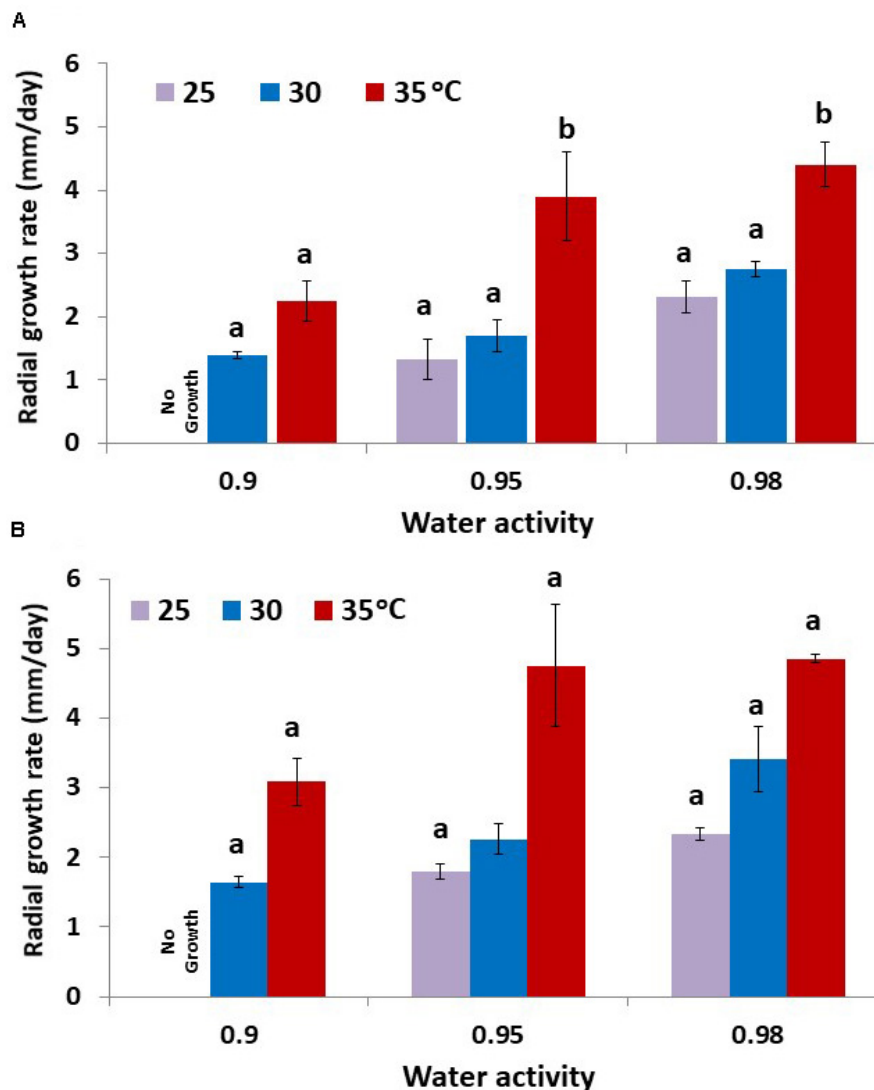 A
Radial growth rate (mm/day)
6
5
4
3
2
1
0
25 30 35°C
No
Growth
a
a
a
a
b
a
a
b
0.9 0.95 0.98
Water activity
B
Radial growth rate (mm/day)
6
5
4
3
2
1
0
25 30 35°C
No
Growth
a
a
a
a
a
a
a
0.9 0.95 0.98
Water activity